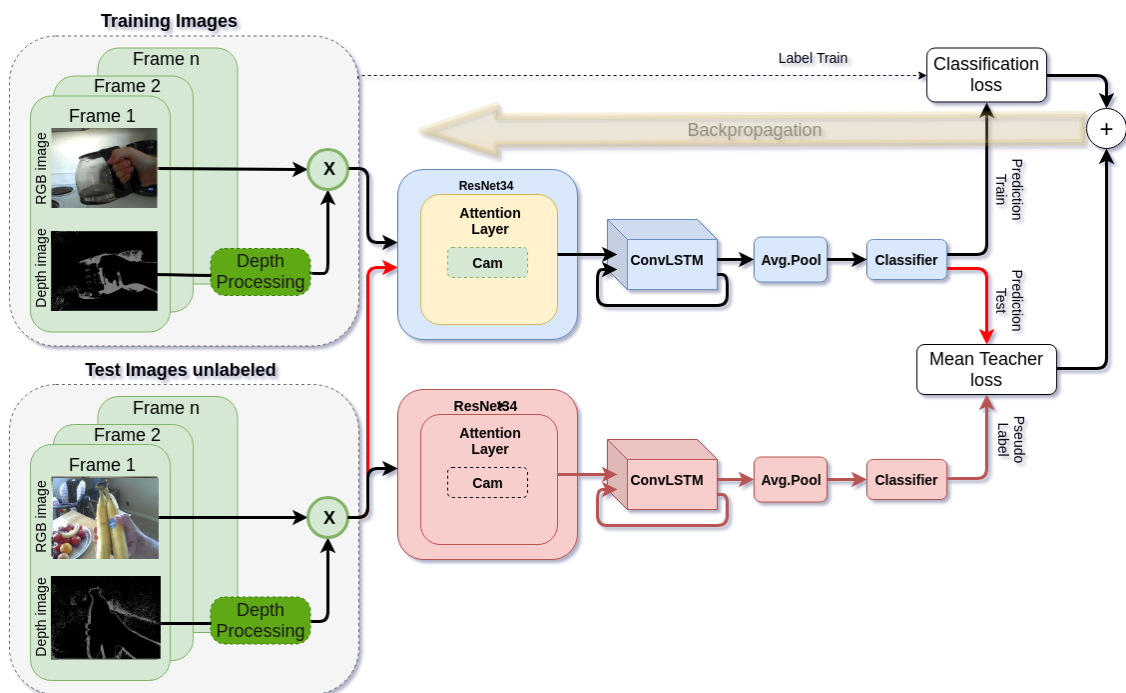 Training Images
Frame n
Frame 2
Frame 1
RGB image
Depth image
Depth
Processing
X
Label Train
Classification
loss
Backpropagation
+
ResNet34
Attention
Layer
Cam
ConvLSTM
Avg.Pool
Classifier
Prediction
Train
Prediction
Test
Mean Teacher
loss
Test Images unlabeled
Frame n
Frame 2
Frame 1
RGB image
Depth image
Depth
Processing
X
ResNet34
Attention
Layer
Cam
ConvLSTM
Avg.Pool
Classifier
Pseudo
Label